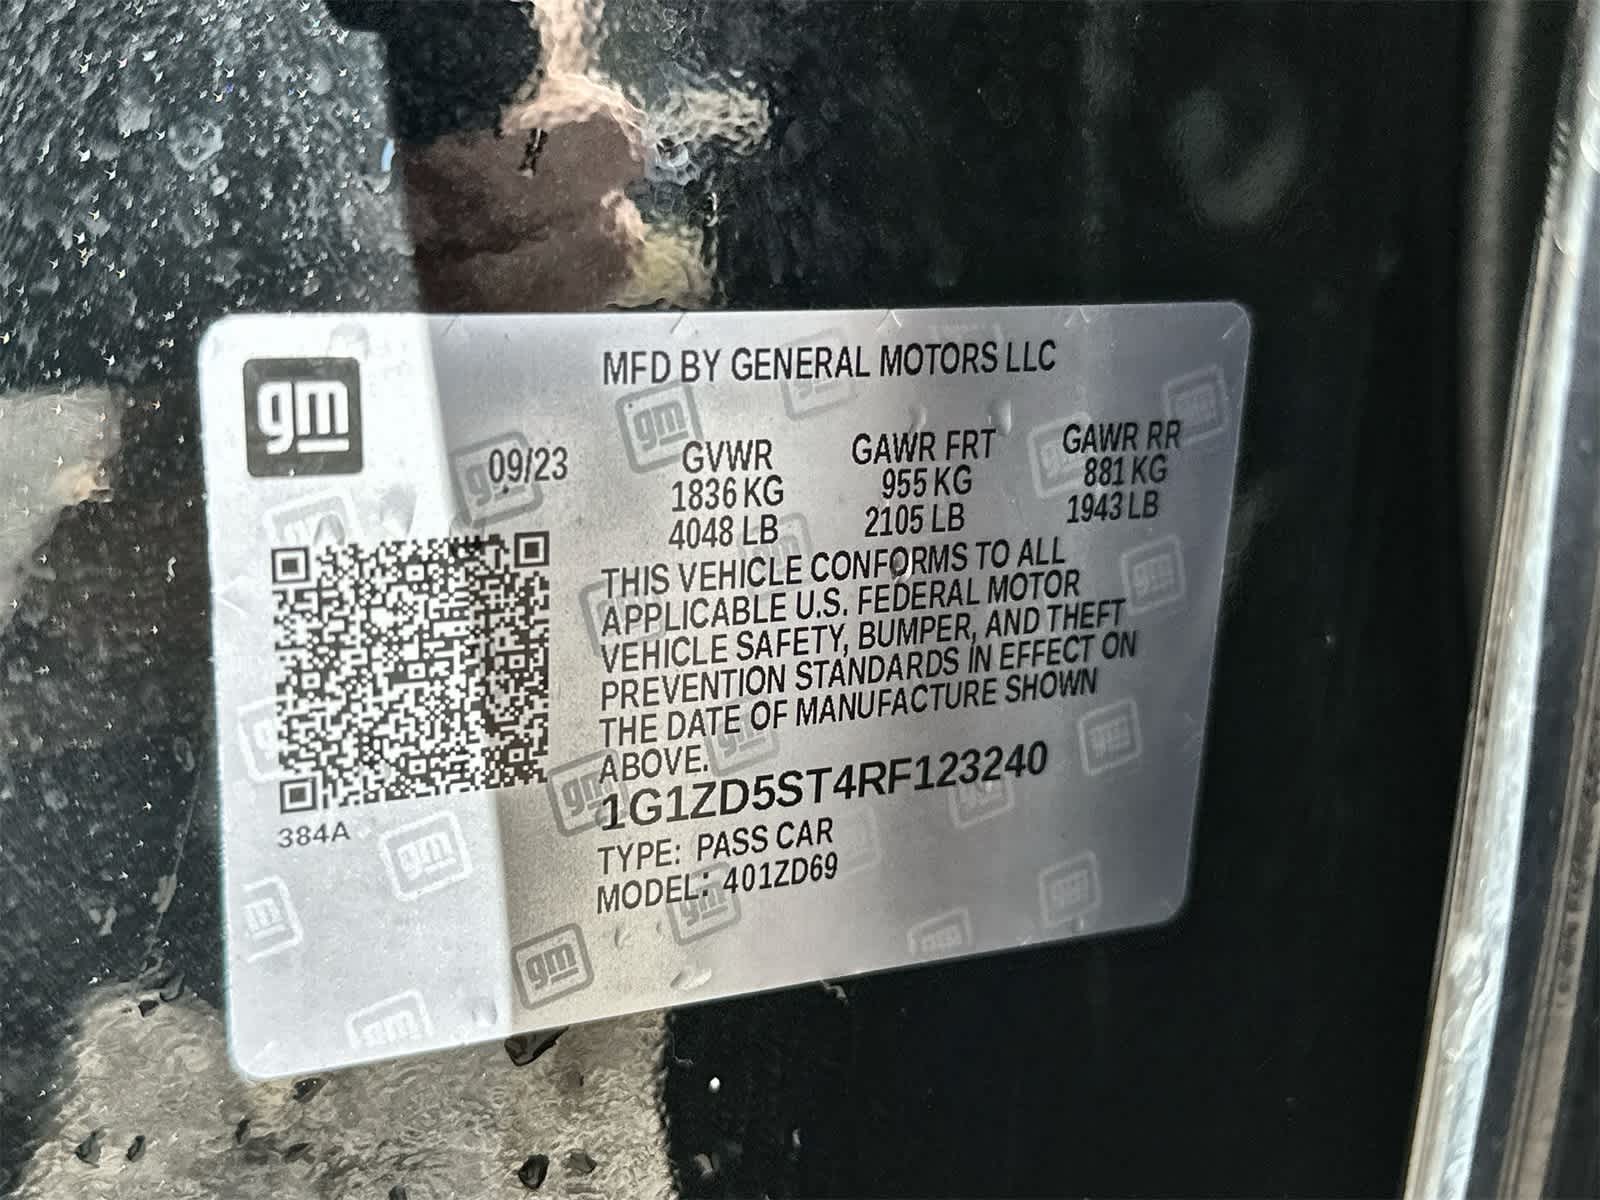 gm
MFD BY GENERAL MOTORS LLC
09/23
GVWR GAWR FRT GAWR RR
1836 KG 955 KG 881 KG
4048 LB 2105 LB 1943 LB
THIS VEHICLE CONFORMS TO ALL
APPLICABLE U.S. FEDERAL MOTOR
VEHICLE SAFETY, BUMPER, AND THEFT
PREVENTION STANDARDS IN EFFECT ON
THE DATE OF MANUFACTURE SHOWN
ABOVE.
1G1ZD5ST4RF123240
TYPE: PASS CAR
MODEL: 401ZD69
384A